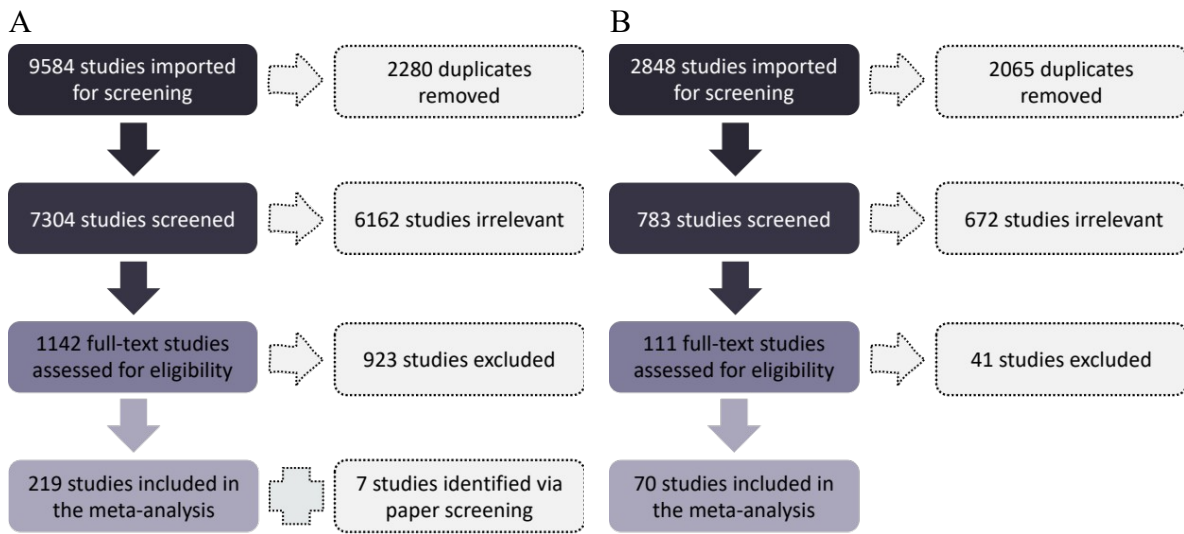 A
9584 studies imported
for screening
2280 duplicates
removed
7304 studies screened
6162 studies irrelevant
1142 full-text studies
assessed for eligibility
923 studies excluded
219 studies included in
the meta-analysis
7 studies identified via
paper screening
B
2848 studies imported
for screening
2065 duplicates
removed
783 studies screened
672 studies irrelevant
111 full-text studies
assessed for eligibility
41 studies excluded
70 studies included in
the meta-analysis